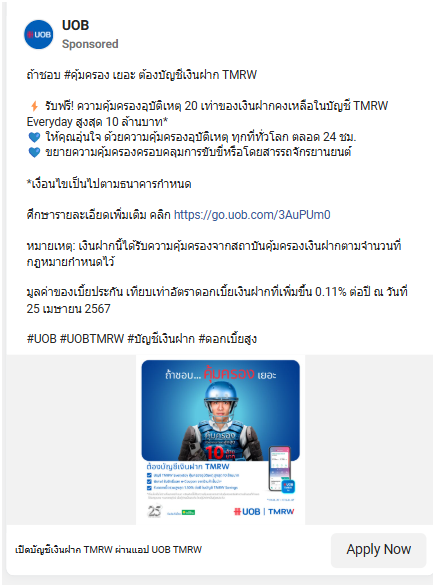 UOB
UOB
Sponsored
ถ้าชอบ #คุ้มครอง เยอะ ต้องบัญชีเงินฝาก TMRW
⚡ รับฟรี! ความคุ้มครองอุบัติเหตุ 20 เท่าของเงินฝากคงเหลือในบัญชี TMRW
Everyday สูงสุด 10 ล้านบาท*
💙 ให้คุณอุ่นใจ ด้วยความคุ้มครองอุบัติเหตุ ทุกที่ทั่วโลก ตลอด 24 ชม.
💙 ขยายความคุ้มครองครอบคลุมการขับขี่หรือโดยสารรถจักรยานยนต์
*เงื่อนไขเป็นไปตามธนาคารกำหนด
ศึกษารายละเอียดเพิ่มเติม คลิก https://go.uob.com/3AuPUm0
หมายเหตุ: เงินฝากนี้ได้รับความคุ้มครองจากสถาบันคุ้มครองเงินฝากตามจำนวนที่
กฎหมายกำหนดไว้
มูลค่าของเบี้ยประกัน เทียบเท่าอัตราดอกเบี้ยเงินฝากที่เพิ่มขึ้น 0.11% ต่อปี ณ วันที่
25 เมษายน 2567
#UOB #UOBTMRW #บัญชีเงินฝาก #ดอกเบี้ยสูง
ถ้าชอบ... คุ้มครอง เยอะ
คุ้มครอง
10
ต้องบัญชีเงินฝาก TMRW
25
UOB | TMRW
เปิดบัญชีเงินฝาก TMRW ผ่านแอป UOB TMRW
Apply Now